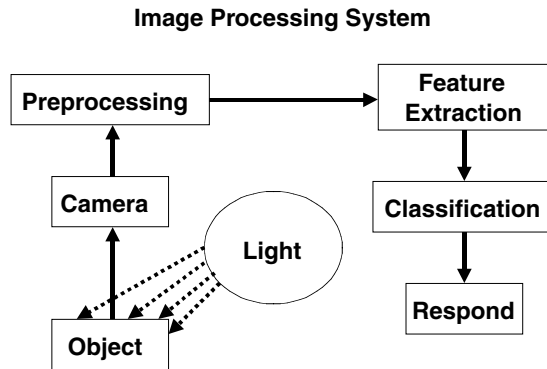 Image Processing System
Preprocessing
Feature
Extraction
Camera
Classification
Light
Respond
Object